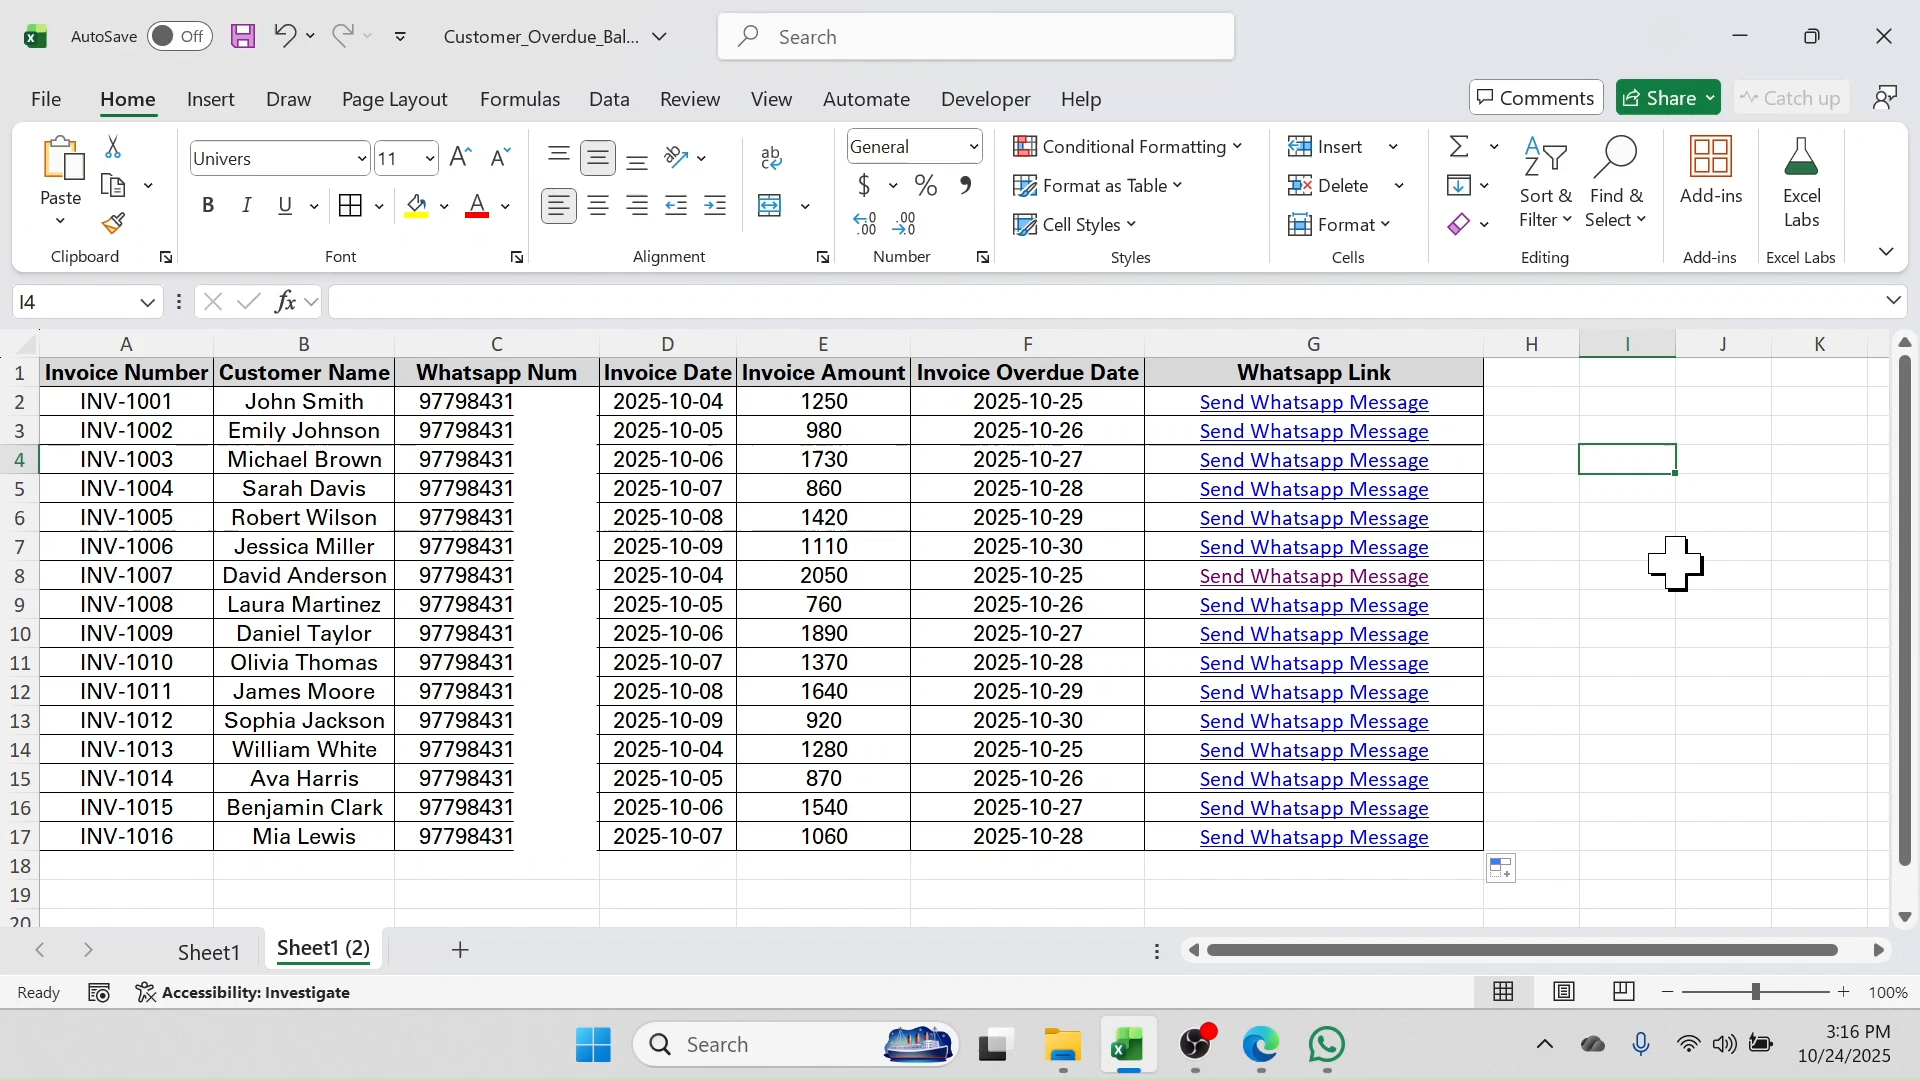 AutoSave Off Customer_Overdue_Bal... Search
File Home Insert Draw Page Layout Formulas Data Review View Automate Developer Help Comments Share Catch up
Paste
Clipboard
Univers 11
B I U A
Font
ab
Alignment
General
$ % 9
Number
Conditional Formatting
Format as Table
Cell Styles
Styles
Insert
Delete
Format
Cells
Sort & Filter
Find & Select
Editing
Add-ins
Add-ins
Excel Labs
Excel Labs
I4 fx
A B C D E F G H I J K
1 Invoice Number Customer Name Whatsapp Num Invoice Date Invoice Amount Invoice Overdue Date Whatsapp Link
2 INV-1001 John Smith 97798431 2025-10-04 1250 2025-10-25 Send Whatsapp Message
3 INV-1002 Emily Johnson 97798431 2025-10-05 980 2025-10-26 Send Whatsapp Message
4 INV-1003 Michael Brown 97798431 2025-10-06 1730 2025-10-27 Send Whatsapp Message
5 INV-1004 Sarah Davis 97798431 2025-10-07 860 2025-10-28 Send Whatsapp Message
6 INV-1005 Robert Wilson 97798431 2025-10-08 1420 2025-10-29 Send Whatsapp Message
7 INV-1006 Jessica Miller 97798431 2025-10-09 1110 2025-10-30 Send Whatsapp Message
8 INV-1007 David Anderson 97798431 2025-10-04 2050 2025-10-25 Send Whatsapp Message
9 INV-1008 Laura Martinez 97798431 2025-10-05 760 2025-10-26 Send Whatsapp Message
10 INV-1009 Daniel Taylor 97798431 2025-10-06 1890 2025-10-27 Send Whatsapp Message
11 INV-1010 Olivia Thomas 97798431 2025-10-07 1370 2025-10-28 Send Whatsapp Message
12 INV-1011 James Moore 97798431 2025-10-08 1640 2025-10-29 Send Whatsapp Message
13 INV-1012 Sophia Jackson 97798431 2025-10-09 920 2025-10-30 Send Whatsapp Message
14 INV-1013 William White 97798431 2025-10-04 1280 2025-10-25 Send Whatsapp Message
15 INV-1014 Ava Harris 97798431 2025-10-05 870 2025-10-26 Send Whatsapp Message
16 INV-1015 Benjamin Clark 97798431 2025-10-06 1540 2025-10-27 Send Whatsapp Message
17 INV-1016 Mia Lewis 97798431 2025-10-07 1060 2025-10-28 Send Whatsapp Message
18
19
20
Sheet1 Sheet1 (2)
Ready Accessibility: Investigate 100%
Search 3:16 PM
10/24/2025